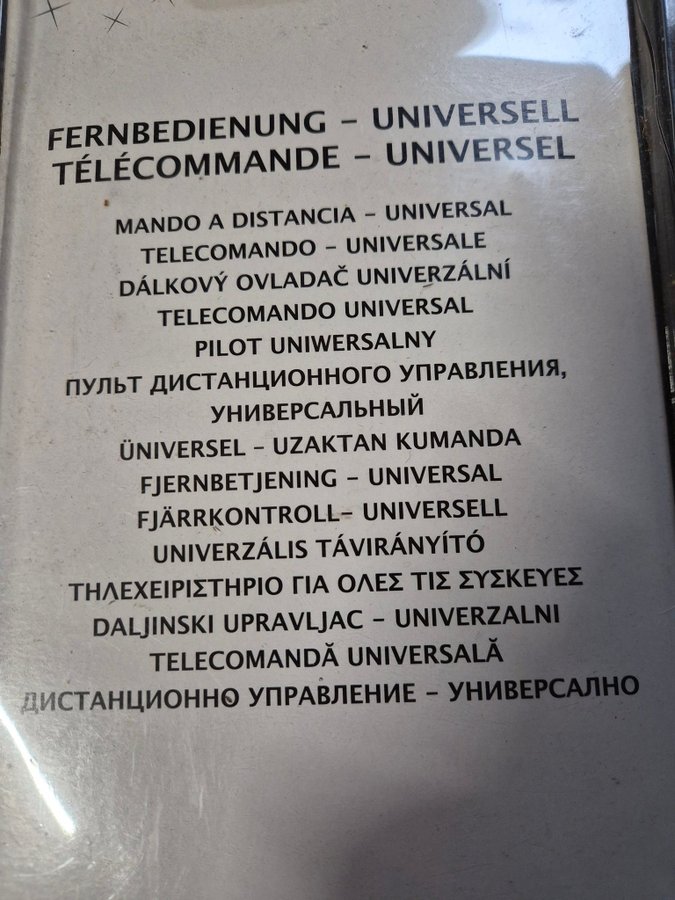 FERNBEDIENUNG – UNIVERSELL
TÉLÉCOMMANDE – UNIVERSEL
MANDO A DISTANCIA – UNIVERSAL
TELECOMANDO – UNIVERSALE
DÁLKOVÝ OVLADAČ UNIVERZÁLNÍ
TELECOMANDO UNIVERSAL
PILOT UNIWERSALNY
ПУЛЬТ ДИСТАНЦИОННОГО УПРАВЛЕНИЯ,
УНИВЕРСАЛЬНЫЙ
ÜNIVERSEL – UZAKTAN KUMANDA
FJERNBETJENING – UNIVERSAL
FJÄRRKONTROLL– UNIVERSELL
UNIVERZÁLIS TÁVIRÁNYÍTÓ
ΤΗΛΕΧΕΙΡΙΣΤΗΡΙΟ ΓΙΑ ΟΛΕΣ ΤΙΣ ΣΥΣΚΕΥΕΣ
DALJINSKI UPRAVLJAC – UNIVERZALNI
TELECOMANDĂ UNIVERSALĂ
ДИСТАНЦИОННО УПРАВЛЕНИЕ – УНИВЕРСАЛНО